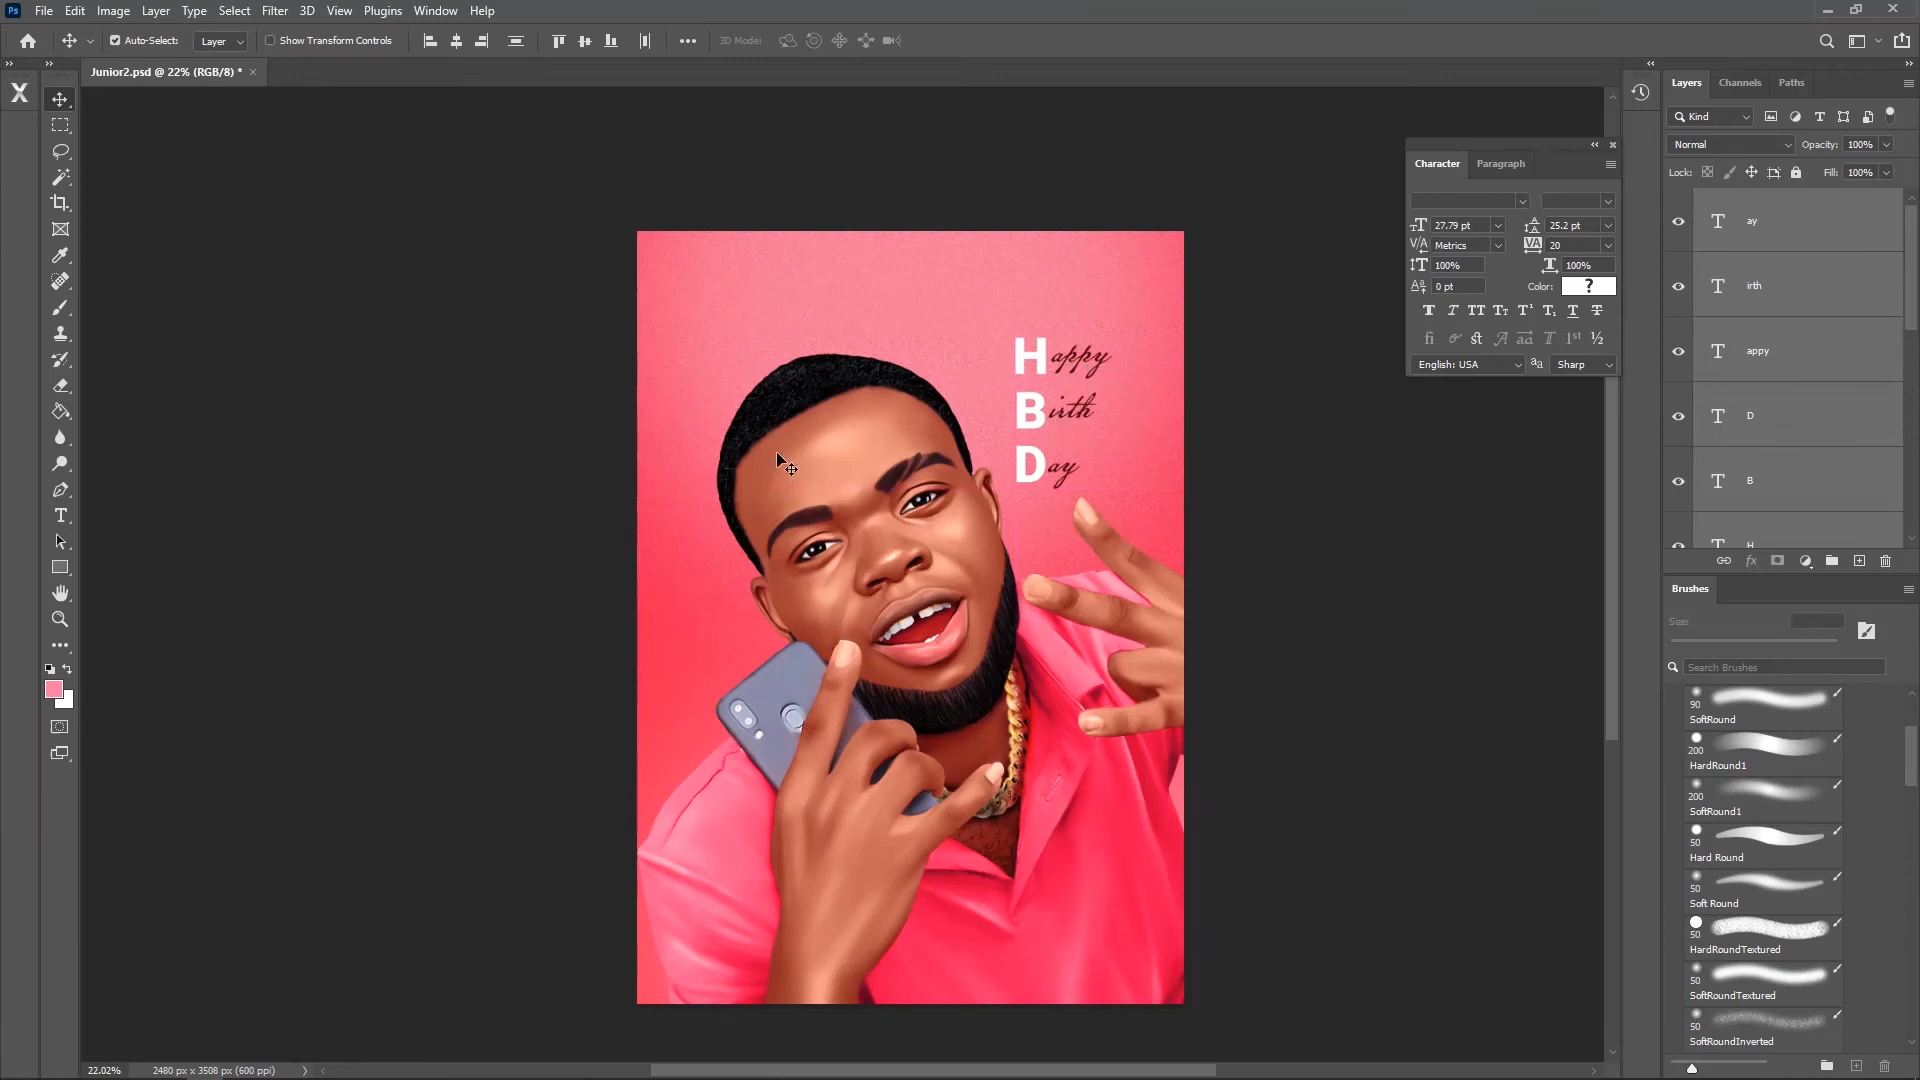 Ps File Edit Image Layer Type Select Filter 3D View Plugins Window Help
Auto-Select: Layer Show Transform Controls 3D Mode:
Junior2.psd @ 22% (RGB/8) *
X
Happy
Birth
Day
Character Paragraph
27.79 pt 25.2 pt
Metrics 20
100% 100%
0 pt Color: ?
English: USA Sharp
Layers Channels Paths
Kind
Normal Opacity: 100%
Lock: Fill: 100%
ay
irth
appy
D
B
H
Brushes
Size:
Search Brushes
90
SoftRound
200
HardRound1
200
SoftRound1
50
Hard Round
50
Soft Round
50
HardRoundTextured
50
SoftRoundTextured
50
SoftRoundInverted
22.02% 2480 px x 3508 px (600 ppi)